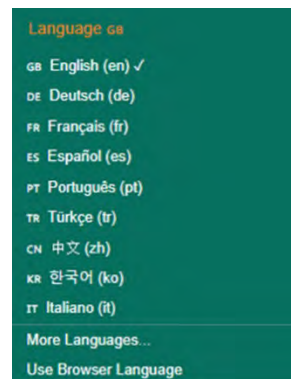 Language GB
GB English (en) ✓
DE Deutsch (de)
FR Français (fr)
ES Español (es)
PT Português (pt)
TR Türkçe (tr)
CN 中文 (zh)
KR 한국어 (ko)
IT Italiano (it)
More Languages...
Use Browser Language